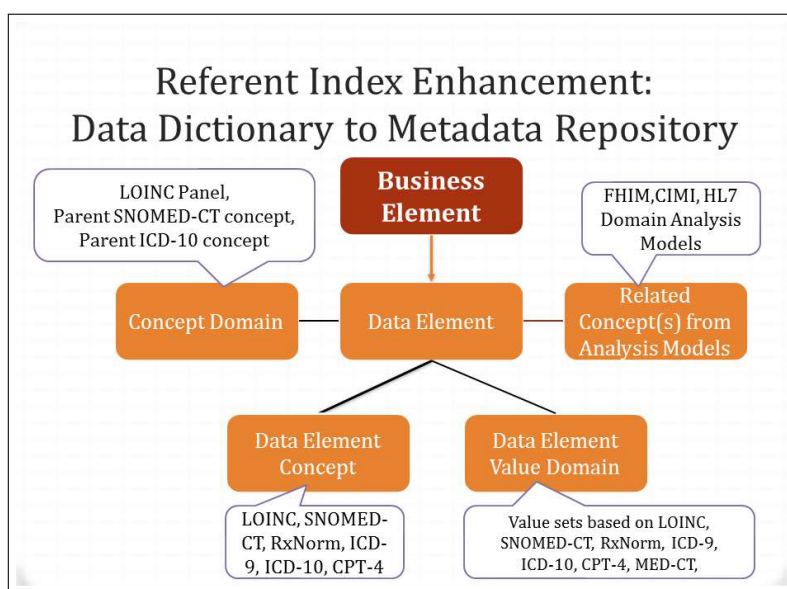 Referent Index Enhancement:
Data Dictionary to Metadata Repository
LOINC Panel,
Parent SNOMED-CT concept,
Parent ICD-10 concept
Business
Element
FHIM,CIMI, HL7
Domain Analysis
Models
Concept Domain
Data Element
Related
Concept(s) from
Analysis Models
Data Element
Concept
Data Element
Value Domain
LOINC, SNOMED-
CT, RxNorm, ICD-
9, ICD-10, CPT-4
Value sets based on LOINC,
SNOMED-CT, RxNorm, ICD-9,
ICD-10, CPT-4, MED-CT,